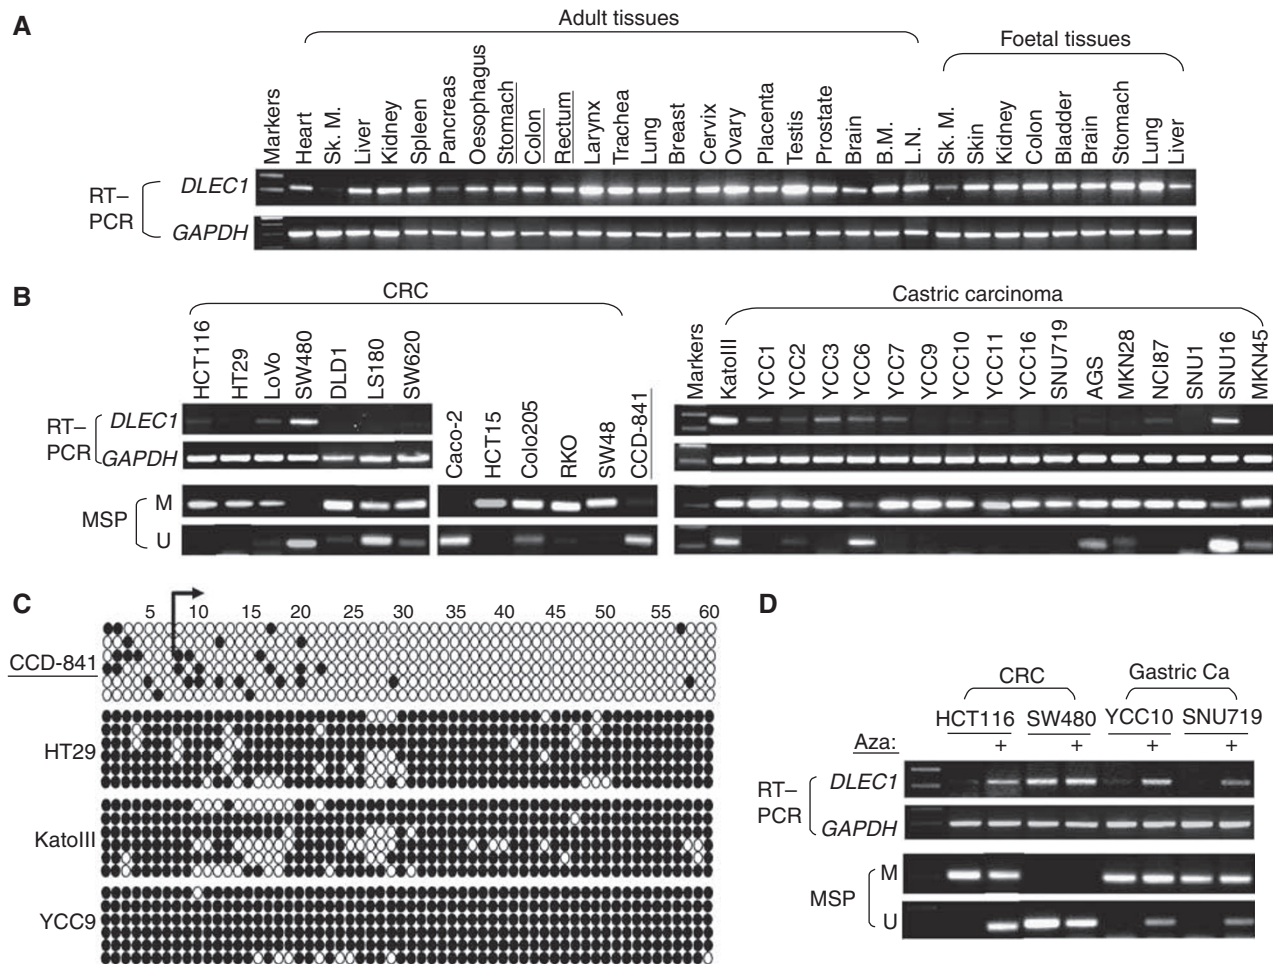 A
Adult tissues
Foetal tissues
Markers
Heart
Sk. M.
Liver
Kidney
Spleen
Pancreas
Oesophagus
Stomach
Colon
Rectum
Larynx
Trachea
Lung
Breast
Cervix
Ovary
Placenta
Testis
Prostate
Brain
B.M.
L.N.
Sk. M.
Skin
Kidney
Colon
Bladder
Brain
Stomach
Lung
Liver
RT–
PCR
DLEC1
GAPDH
B
CRC
Castric carcinoma
HCT116
HT29
LoVo
SW480
DLD1
LS180
SW620
Caco-2
HCT15
Colo205
RKO
SW48
CCD-841
Markers
KatoIII
YCC1
YCC2
YCC3
YCC6
YCC7
YCC9
YCC10
YCC11
YCC16
SNU719
AGS
MKN28
NCI87
SNU1
SNU16
MKN45
RT–
PCR
DLEC1
GAPDH
MSP
M
U
C
5 10 15 20 25 30 35 40 45 50 55 60
CCD-841
HT29
KatoIII
YCC9
D
CRC
Gastric Ca
HCT116 SW480 YCC10 SNU719
Aza: + + + +
RT–
PCR
DLEC1
GAPDH
MSP
M
U